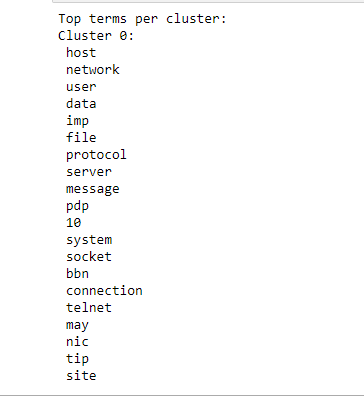 Top terms per cluster:
Cluster 0:
host
network
user
data
imp
file
protocol
server
message
pdp
10
system
socket
bbn
connection
telnet
may
nic
tip
site